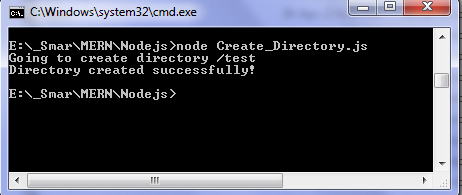 C:\Windows\system32\cmd.exe
E:\_Smar\MERN\Nodejs>node Create_Directory.js
Going to create directory /test
Directory created successfully!
E:\_Smar\MERN\Nodejs>